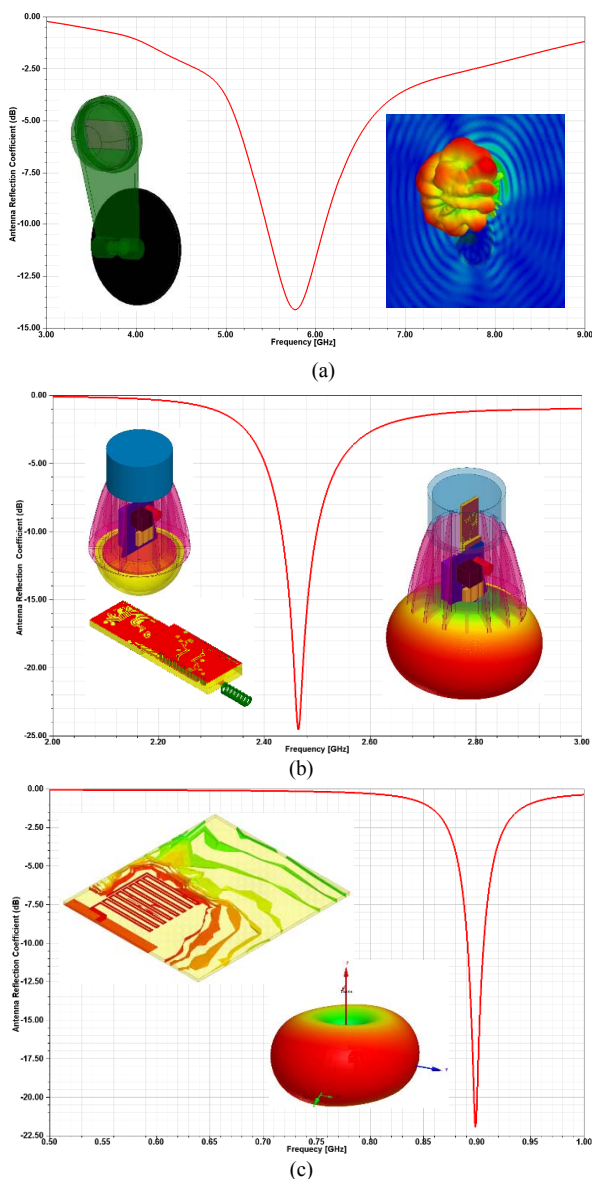 0.00
-2.50
-5.00
-7.50
-10.00
-12.50
-15.00
Antenna Reflection Coefficient (dB)
3.00 4.00 5.00 6.00 7.00 8.00 9.00
Frequency [GHz]
(a)
0.00
-5.00
-10.00
-15.00
-20.00
-25.00
Antenna Reflection Coefficient (dB)
2.00 2.20 2.40 2.60 2.80 3.00
Frequency [GHz]
(b)
0.00
-2.50
-5.00
-7.50
-10.00
-12.50
-15.00
-17.50
-20.00
-22.50
Antenna Reflection Coefficient (dB)
0.50 0.55 0.60 0.65 0.70 0.75 0.80 0.85 0.90 0.95 1.00
Frequecy [GHz]
(c)